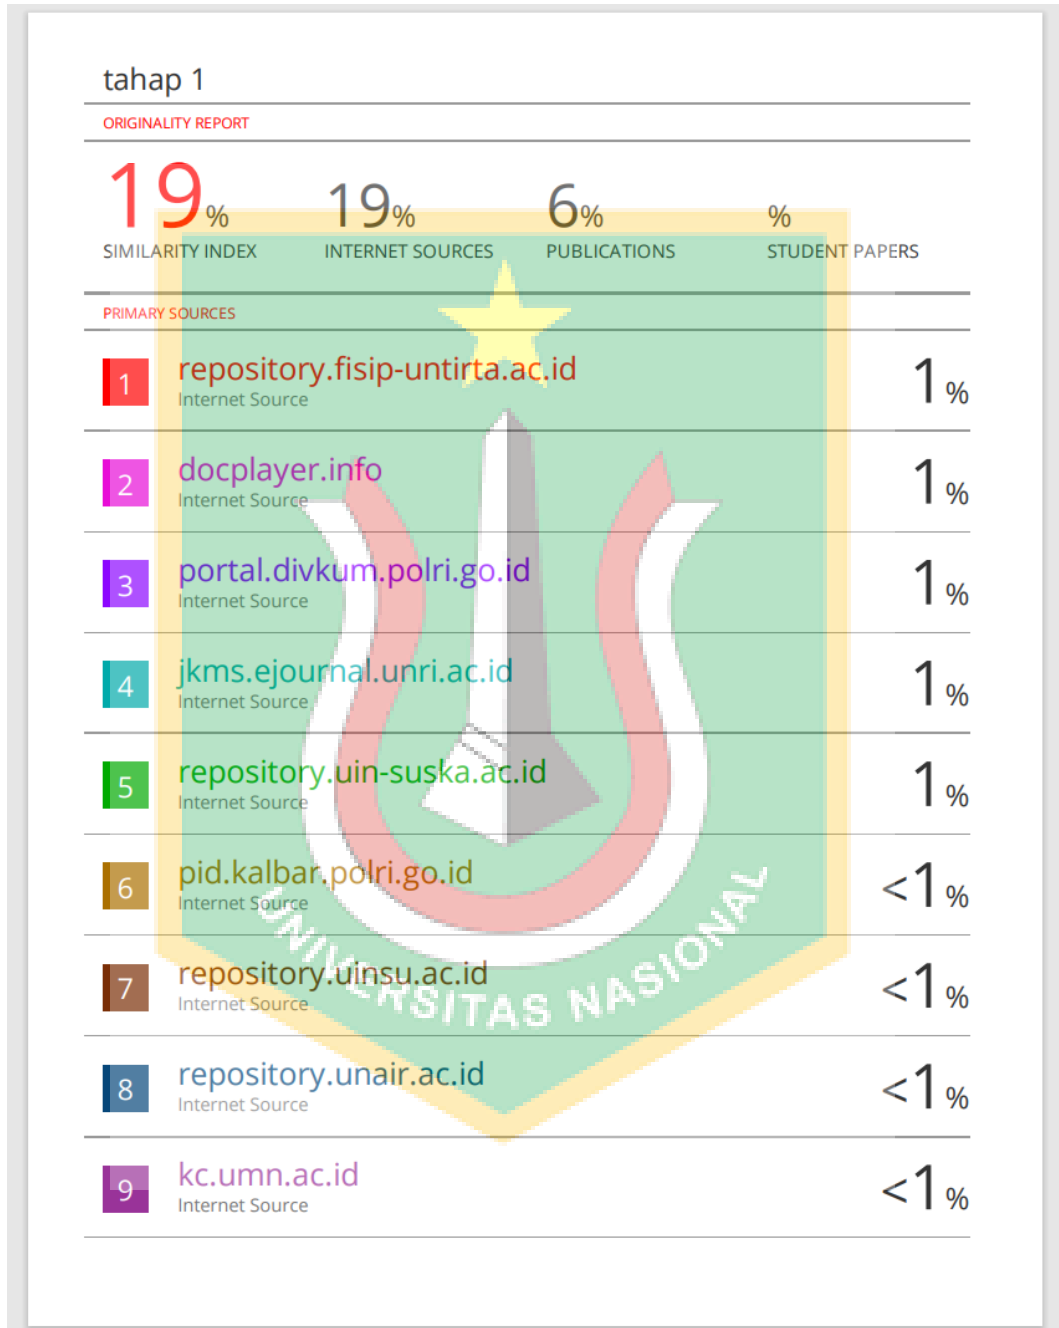 tahap 1
ORIGINALITY REPORT
19% 19% 6% %
SIMILARITY INDEX INTERNET SOURCES PUBLICATIONS STUDENT PAPERS
PRIMARY SOURCES
1 repository.fisip-untirta.ac.id 1%
Internet Source
2 docplayer.info 1%
Internet Source
3 portal.divkum.polri.go.id 1%
Internet Source
4 jkms.ejournal.unri.ac.id 1%
Internet Source
5 repository.uin-suska.ac.id 1%
Internet Source
6 pid.kalbar.polri.go.id <1%
Internet Source
7 repository.uinsu.ac.id <1%
Internet Source
8 repository.unair.ac.id <1%
Internet Source
9 kc.umn.ac.id <1%
Internet Source
UNIVERSITAS NASIONAL